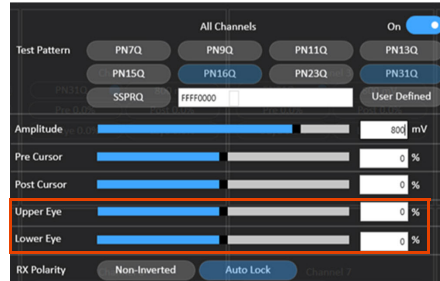 All Channels On
Test Pattern PN7Q PN9Q PN11Q PN13Q
PN15Q PN16Q PN23Q PN31Q
SSPRQ FFFF0000 User Defined
Amplitude 800 mV
Pre Cursor 0 %
Post Cursor 0 %
Upper Eye 0 %
Lower Eye 0 %
RX Polarity Non-Inverted Auto Lock Channel 7